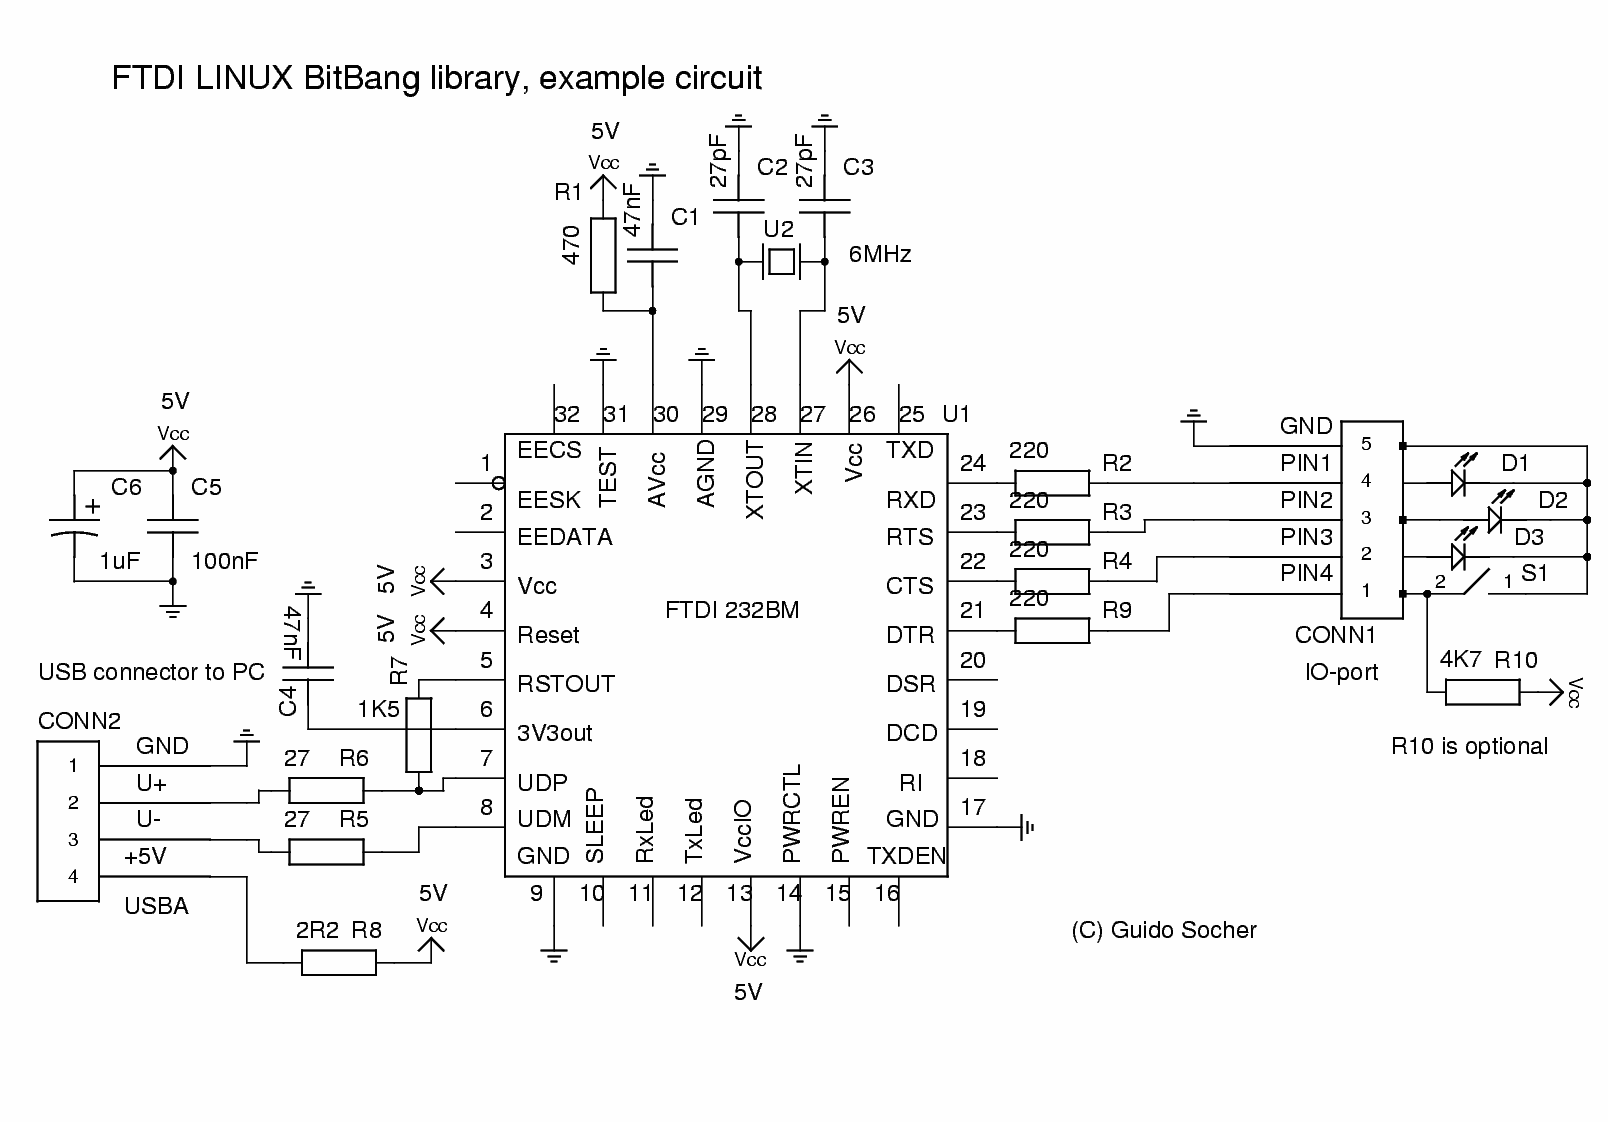 FTDI LINUX BitBang library, example circuit
5V
Vcc
R1
470
47nF
C1
27pF
C2
27pF
C3
U2
6MHz
5V
Vcc
32
31
30
29
28
27
26
25
U1
EECS
TEST
AVcc
AGND
XTOUT
XTIN
Vcc
TXD
1
EESK
2
EEDATA
3
Vcc
4
Reset
5
RSTOUT
6
3V3out
7
UDP
8
UDM
GND
FTDI 232BM
24
RXD
23
RTS
22
CTS
21
DTR
20
DSR
19
DCD
18
RI
17
GND
TXDEN
SLEEP
RxLed
TxLed
VccIO
PWRCTL
PWREN
9
10
11
12
13
14
15
16
Vcc
5V
5V
Vcc
C6
C5
+
1uF
100nF
5V
Vcc
5V
Vcc
47nF
C4
R7
1K5
USB connector to PC
CONN2
1
GND
2
U+
3
U-
4
+5V
USBA
27 R6
27 R5
2R2 R8
5V
Vcc
220 R2
220 R3
220 R4
220 R9
GND
PIN1
PIN2
PIN3
PIN4
5
4
3
2
1
CONN1
IO-port
D1
D2
D3
2
1
S1
4K7 R10
Vcc
R10 is optional
(C) Guido Socher